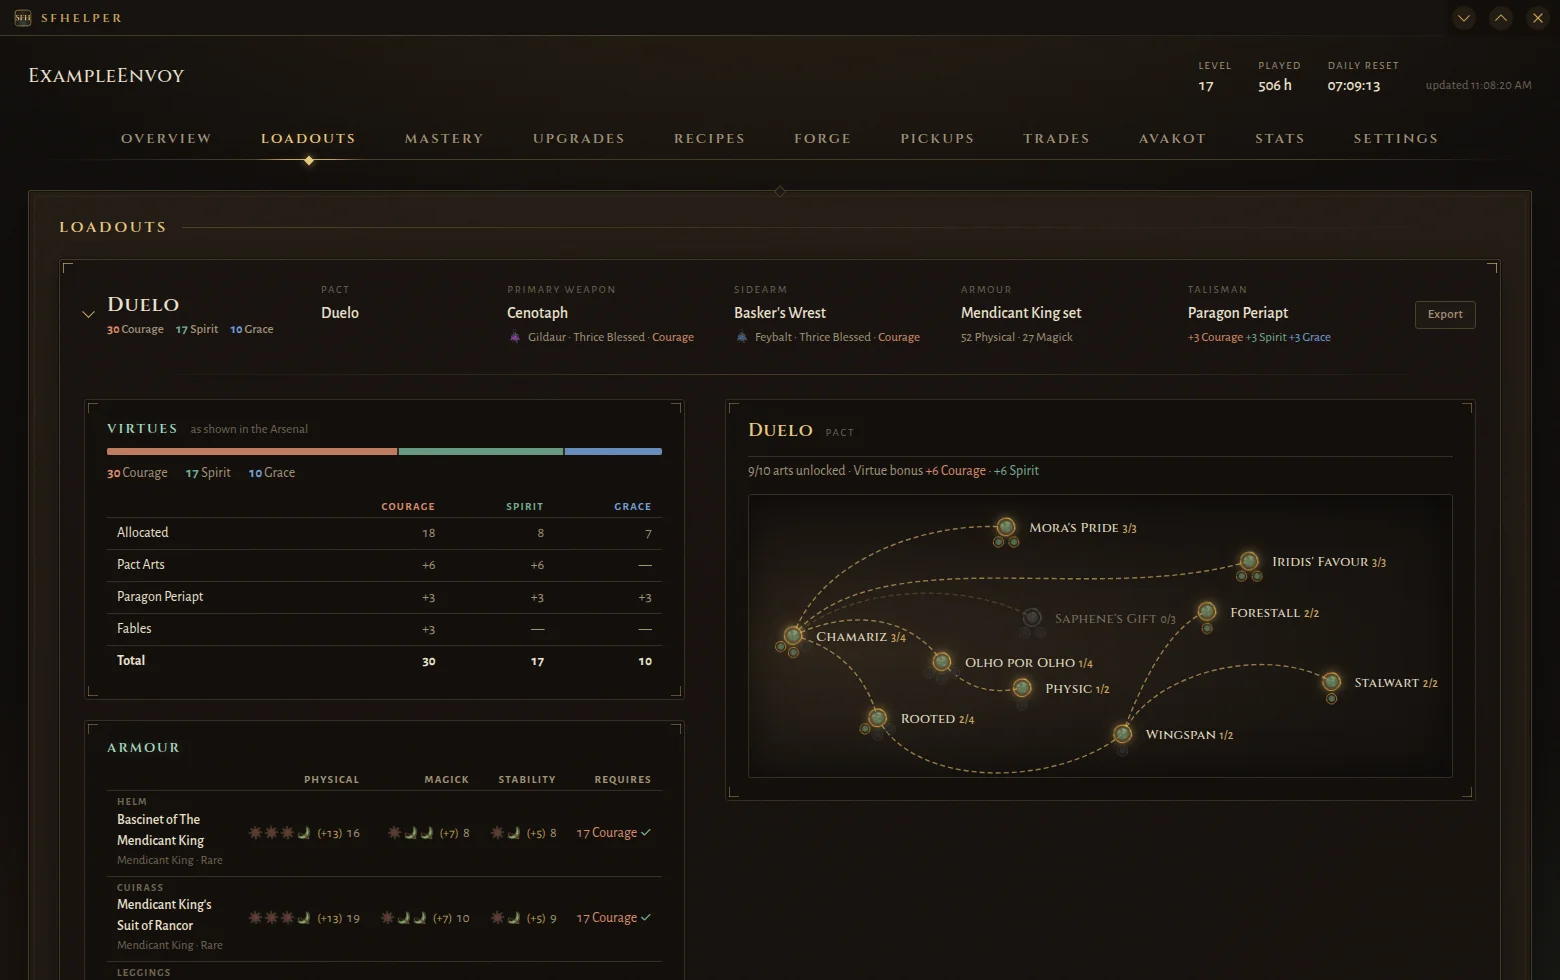 SFH SFHELPER
ExampleEnvoy
LEVEL PLAYED DAILY RESET
17 506 h 07:09:13 updated 11:08:20 AM
OVERVIEW LOADOUTS MASTERY UPGRADES RECIPES FORGE PICKUPS TRADES AVAKOT STATS SETTINGS
LOADOUTS
Duelo
30 Courage 17 Spirit 10 Grace
PACT
Duelo
PRIMARY WEAPON
Cenotaph
Gildaur · Thrice Blessed · Courage
SIDEARM
Basker's Wrest
Feybalt · Thrice Blessed · Courage
ARMOUR
Mendicant King set
52 Physical · 27 Magick
TALISMAN
Paragon Periapt
+3 Courage +3 Spirit +3 Grace
Export
VIRTUES as shown in the Arsenal
30 Courage 17 Spirit 10 Grace
COURAGE SPIRIT GRACE
Allocated 18 8 7
Pact Arts +6 +6 —
Paragon Periapt +3 +3 +3
Fables +3 — —
Total 30 17 10
ARMOUR
PHYSICAL MAGICK STABILITY REQUIRES
HELM
Bascinet of The
Mendicant King
Mendicant King · Rare
(+13) 16 (+7) 8 (+5) 8 17 Courage ✓
CUIRASS
Mendicant King's
Suit of Rancor
Mendicant King · Rare
(+13) 19 (+7) 10 (+5) 9 17 Courage ✓
LEGGINGS
Duelo PACT
9/10 arts unlocked · Virtue bonus +6 Courage · +6 Spirit
Mora's Pride 3/3
Iridis' Favour 3/3
Saphene's Gift 0/3
Forestall 2/2
Chamariz 3/4
Olho por Olho 1/4
Physic 1/2
Stalwart 2/2
Rooted 2/4
Wingspan 1/2